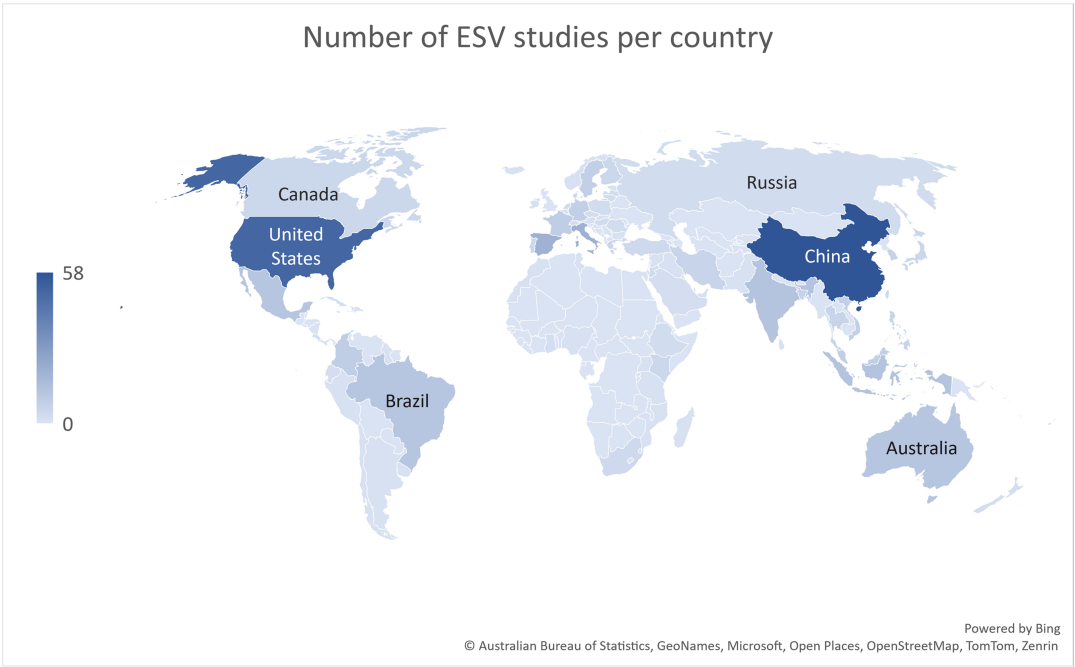 Number of ESV studies per country
Canada
Russia
United
States
China
58
0
Brazil
Australia
Powered by Bing
© Australian Bureau of Statistics, GeoNames, Microsoft, Open Places, OpenStreetMap, TomTom, Zenrin